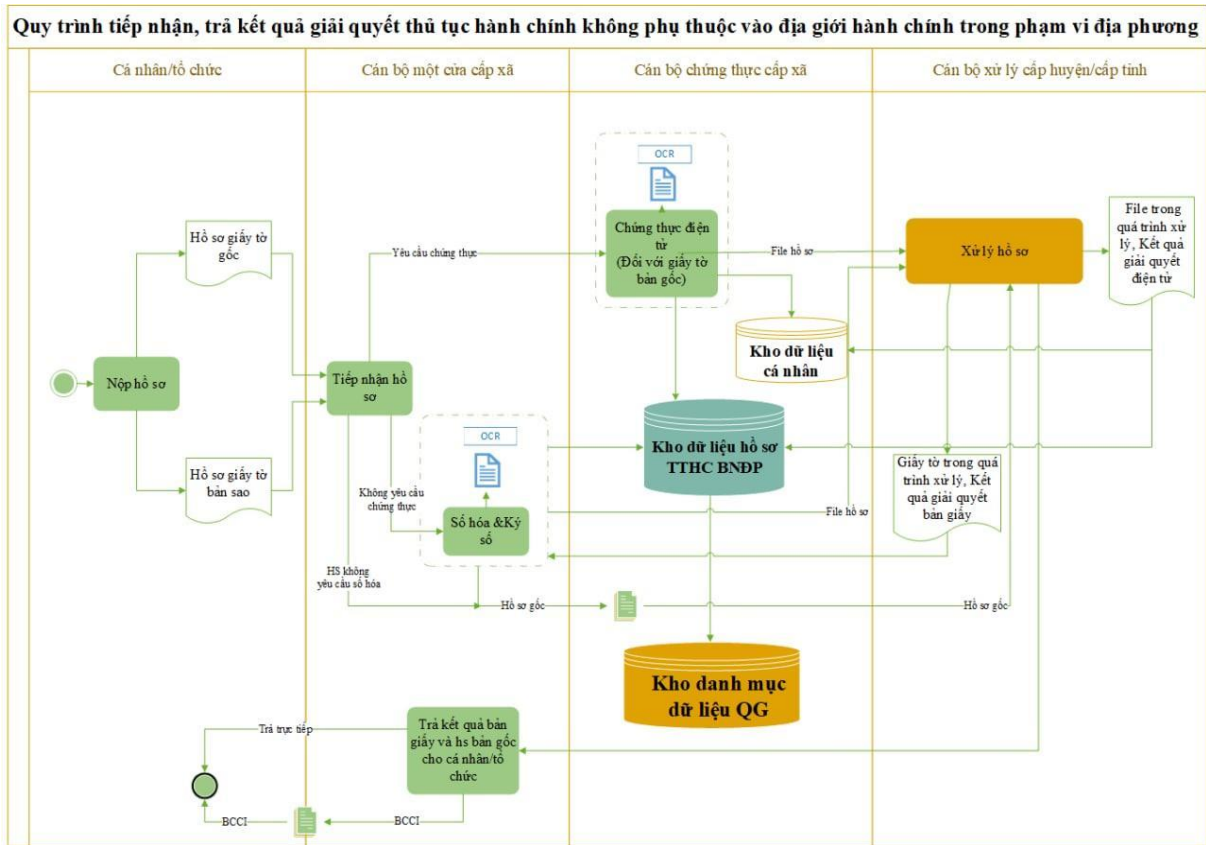 Quy trình tiếp nhận, trả kết quả giải quyết thủ tục hành chính không phụ thuộc vào địa giới hành chính trong phạm vi địa phương
Cá nhân/tổ chức
Cán bộ một cửa cấp xã
Cán bộ chứng thực cấp xã
Cán bộ xử lý cấp huyện/cấp tỉnh
OCR
Hồ sơ giấy tờ
gốc
Yêu cầu chứng thực
Chứng thực điện
tử
(Đối với giấy tờ
bản gốc)
File hồ sơ
Xử lý hồ sơ
File trong
quá trình xử
lý, Kết quả
giải quyết
điện tử
Kho dữ liệu
cá nhân
Nộp hồ sơ
Tiếp nhận hồ
sơ
OCR
Kho dữ liệu hồ sơ
TTHC BNĐP
Hồ sơ giấy tờ
bản sao
Không yêu cầu
chứng thực
Số hóa &Ký
số
File hồ sơ
Giấy tờ trong quá
trình xử lý, Kết
quả giải quyết
bản giấy
HS không
yêu cầu số hóa
Hồ sơ gốc
Hồ sơ gốc
Kho danh mục
dữ liệu QG
Trả trực tiếp
Trả kết quả bản
giấy và hs bản gốc
cho cá nhân/tổ
chức
BCCI
BCCI